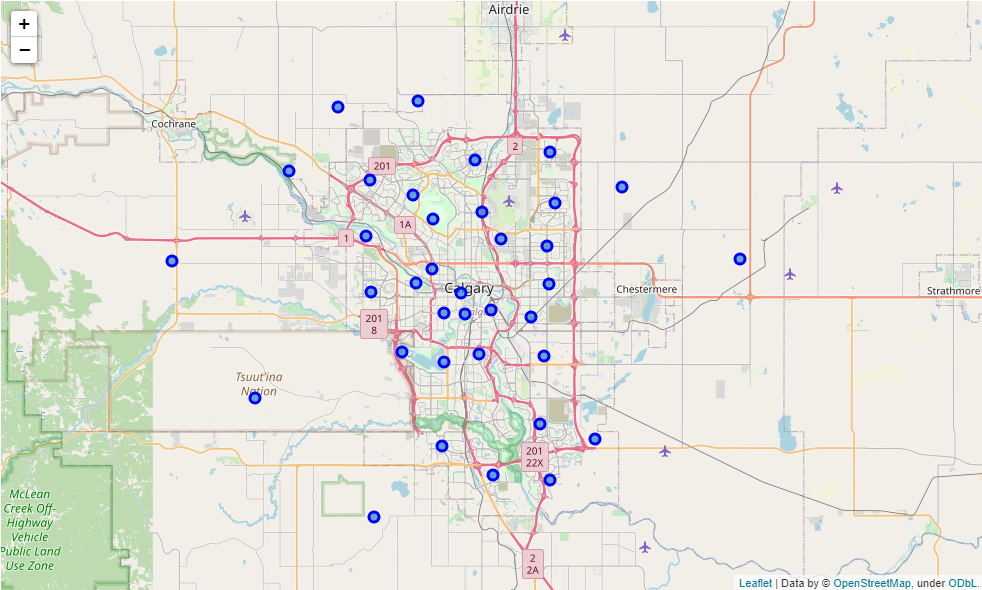 Airdrie
+
−
Cochrane
2
201
1A
1
Calgary
Chestermere
Strathmore
201
8
Tsuut'ina
Nation
201
22X
McLean
Creek Off-
Highway
Vehicle
Public Land
Use Zone
2
2A
Leaflet | Data by © OpenStreetMap, under ODbL.